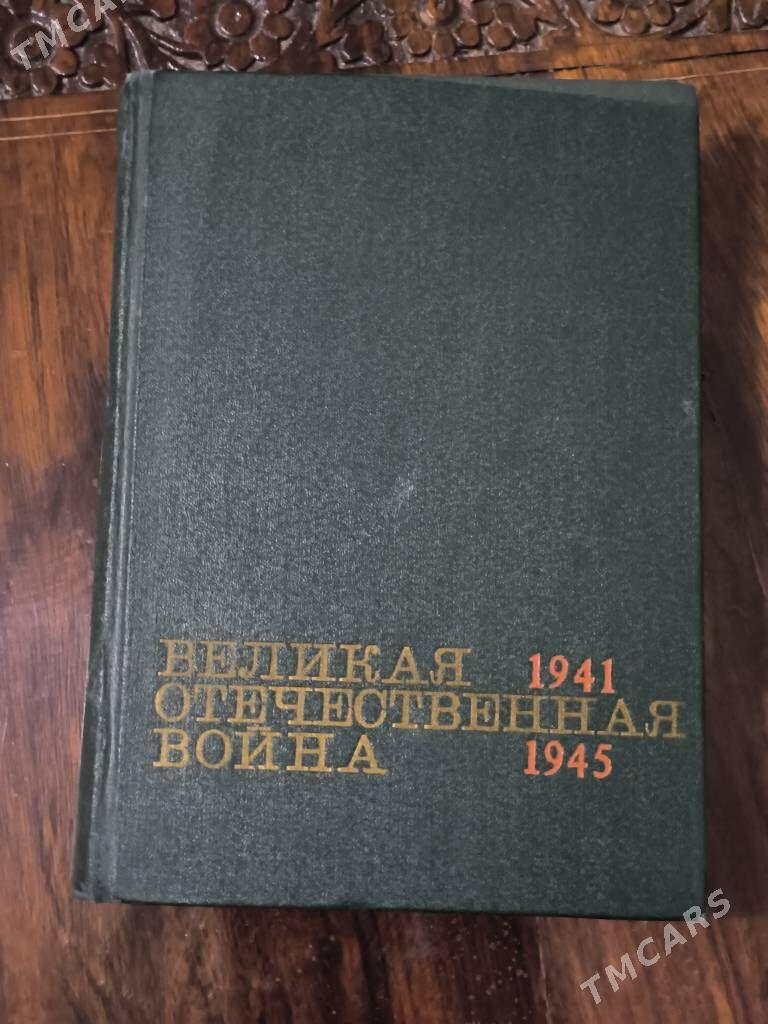 TMCARS
ВЕЛИКАЯ 1941
ОТЕЧЕСТВЕННАЯ
ВОЙНА 1945
TMCARS